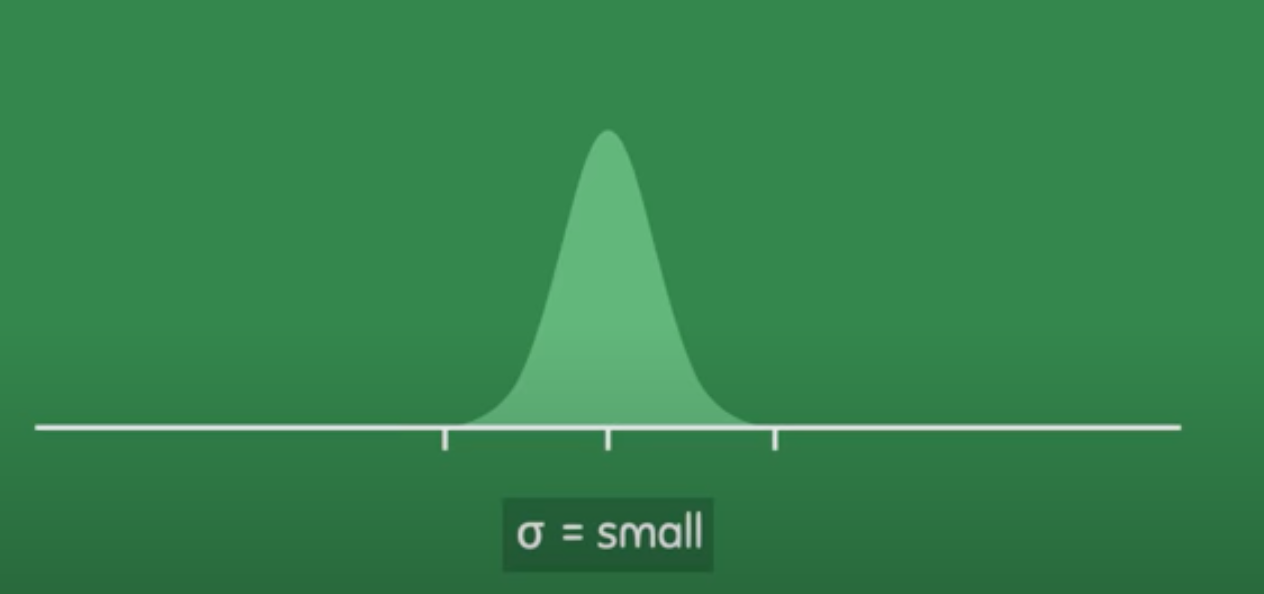 σ = small